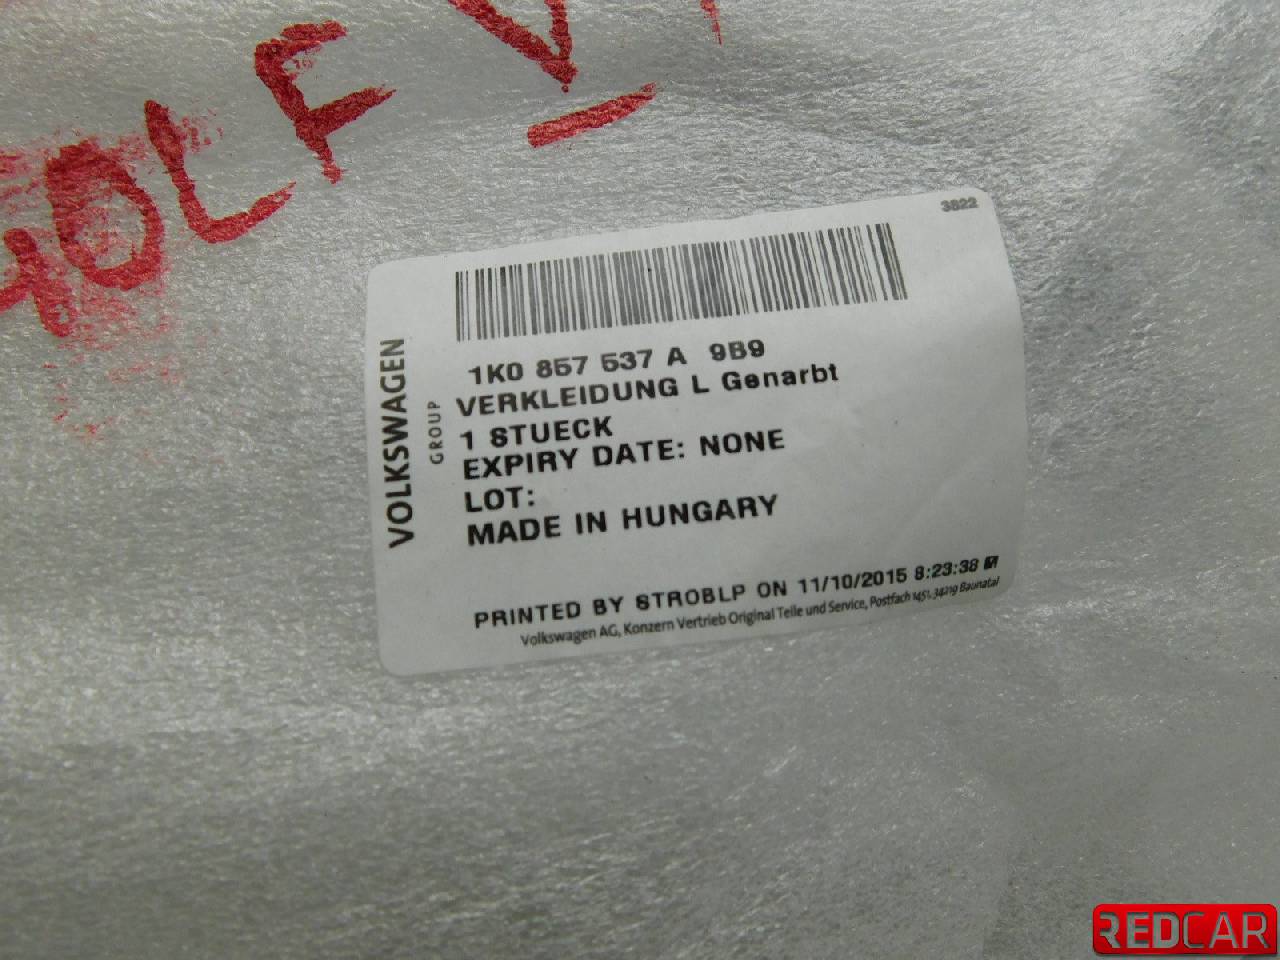 GOLF V
3822
VOLKSWAGEN
GROUP
1K0 857 537 A 9B9
VERKLEIDUNG L Genarbt
1 STUECK
EXPIRY DATE: NONE
LOT:
MADE IN HUNGARY
PRINTED BY STROBLP ON 11/10/2015 8:23:38
Volkswagen AG, Konzern Vertrieb Original Teile und Service, Postfach 1451, 34219 Baunatal
REDCAR